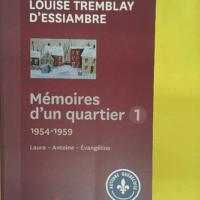 LOUISE TREMBLAY
D'ESSIAMBRE
Mémoires
d'un quartier 1
1954-1959
Laura - Antoine - Évangéline